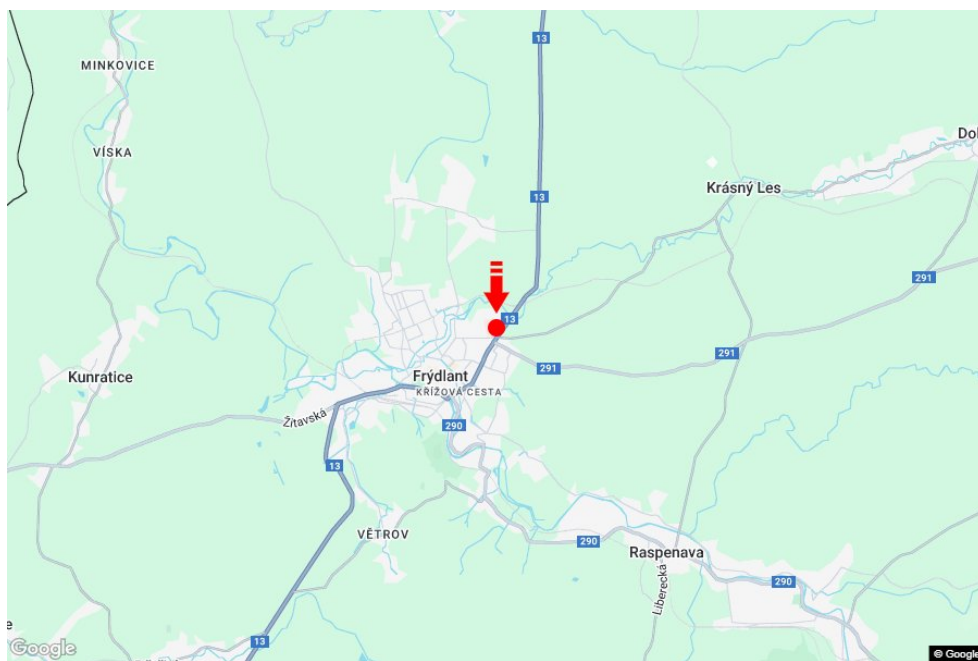 13
MINKOVICE
VÍSKA
Krásný Les
13
291
13
Kunratice
Frýdlant
KŘÍŽOVÁ CESTA
291
291
Žitavská
290
13
VĚTROV
290
Raspenava
Liberecká
290
13
Google
© Google